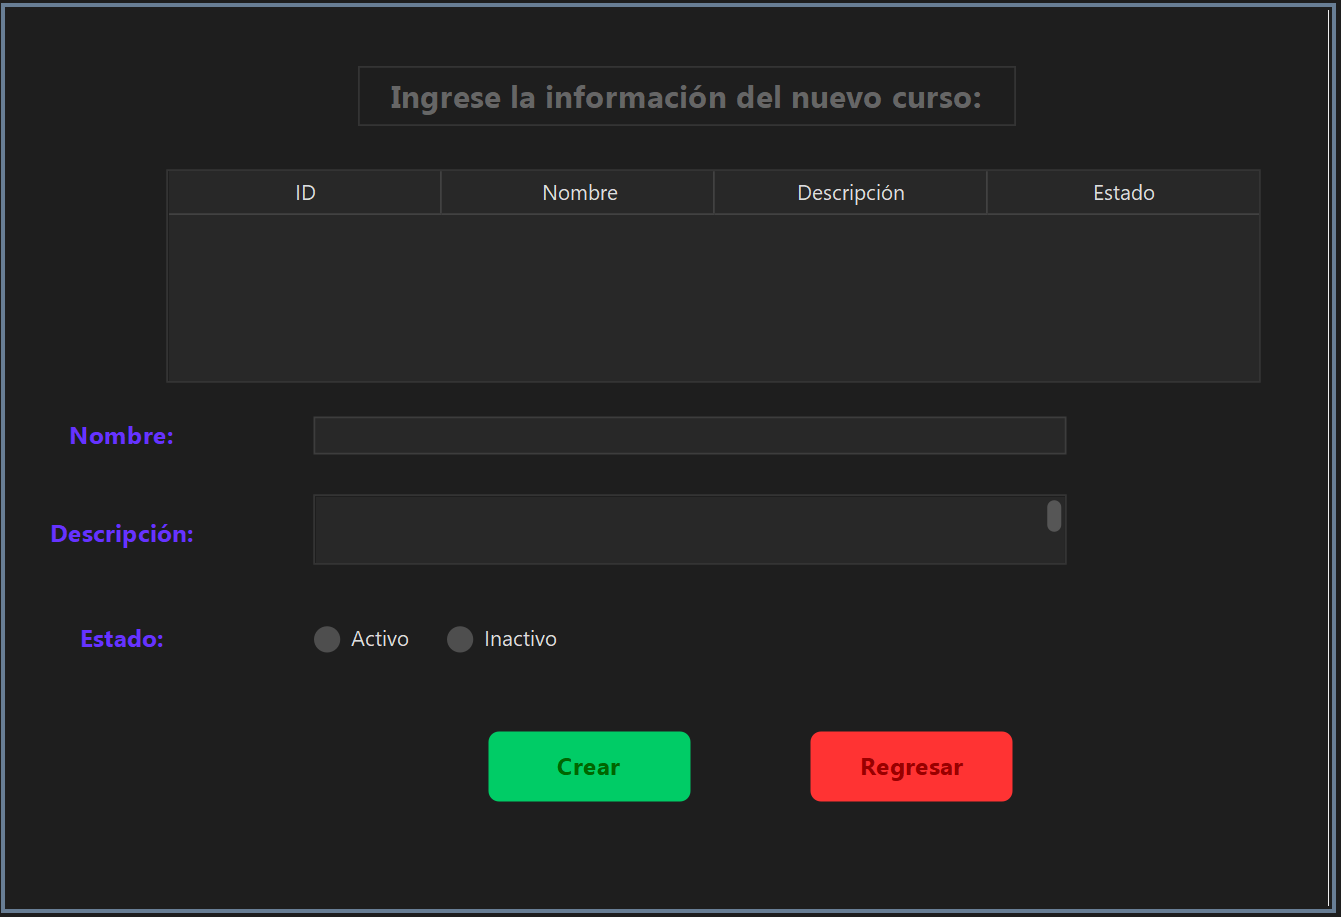 Ingrese la información del nuevo curso:
ID Nombre Descripción Estado
Nombre:
Descripción:
Estado: Activo Inactivo
Crear Regresar